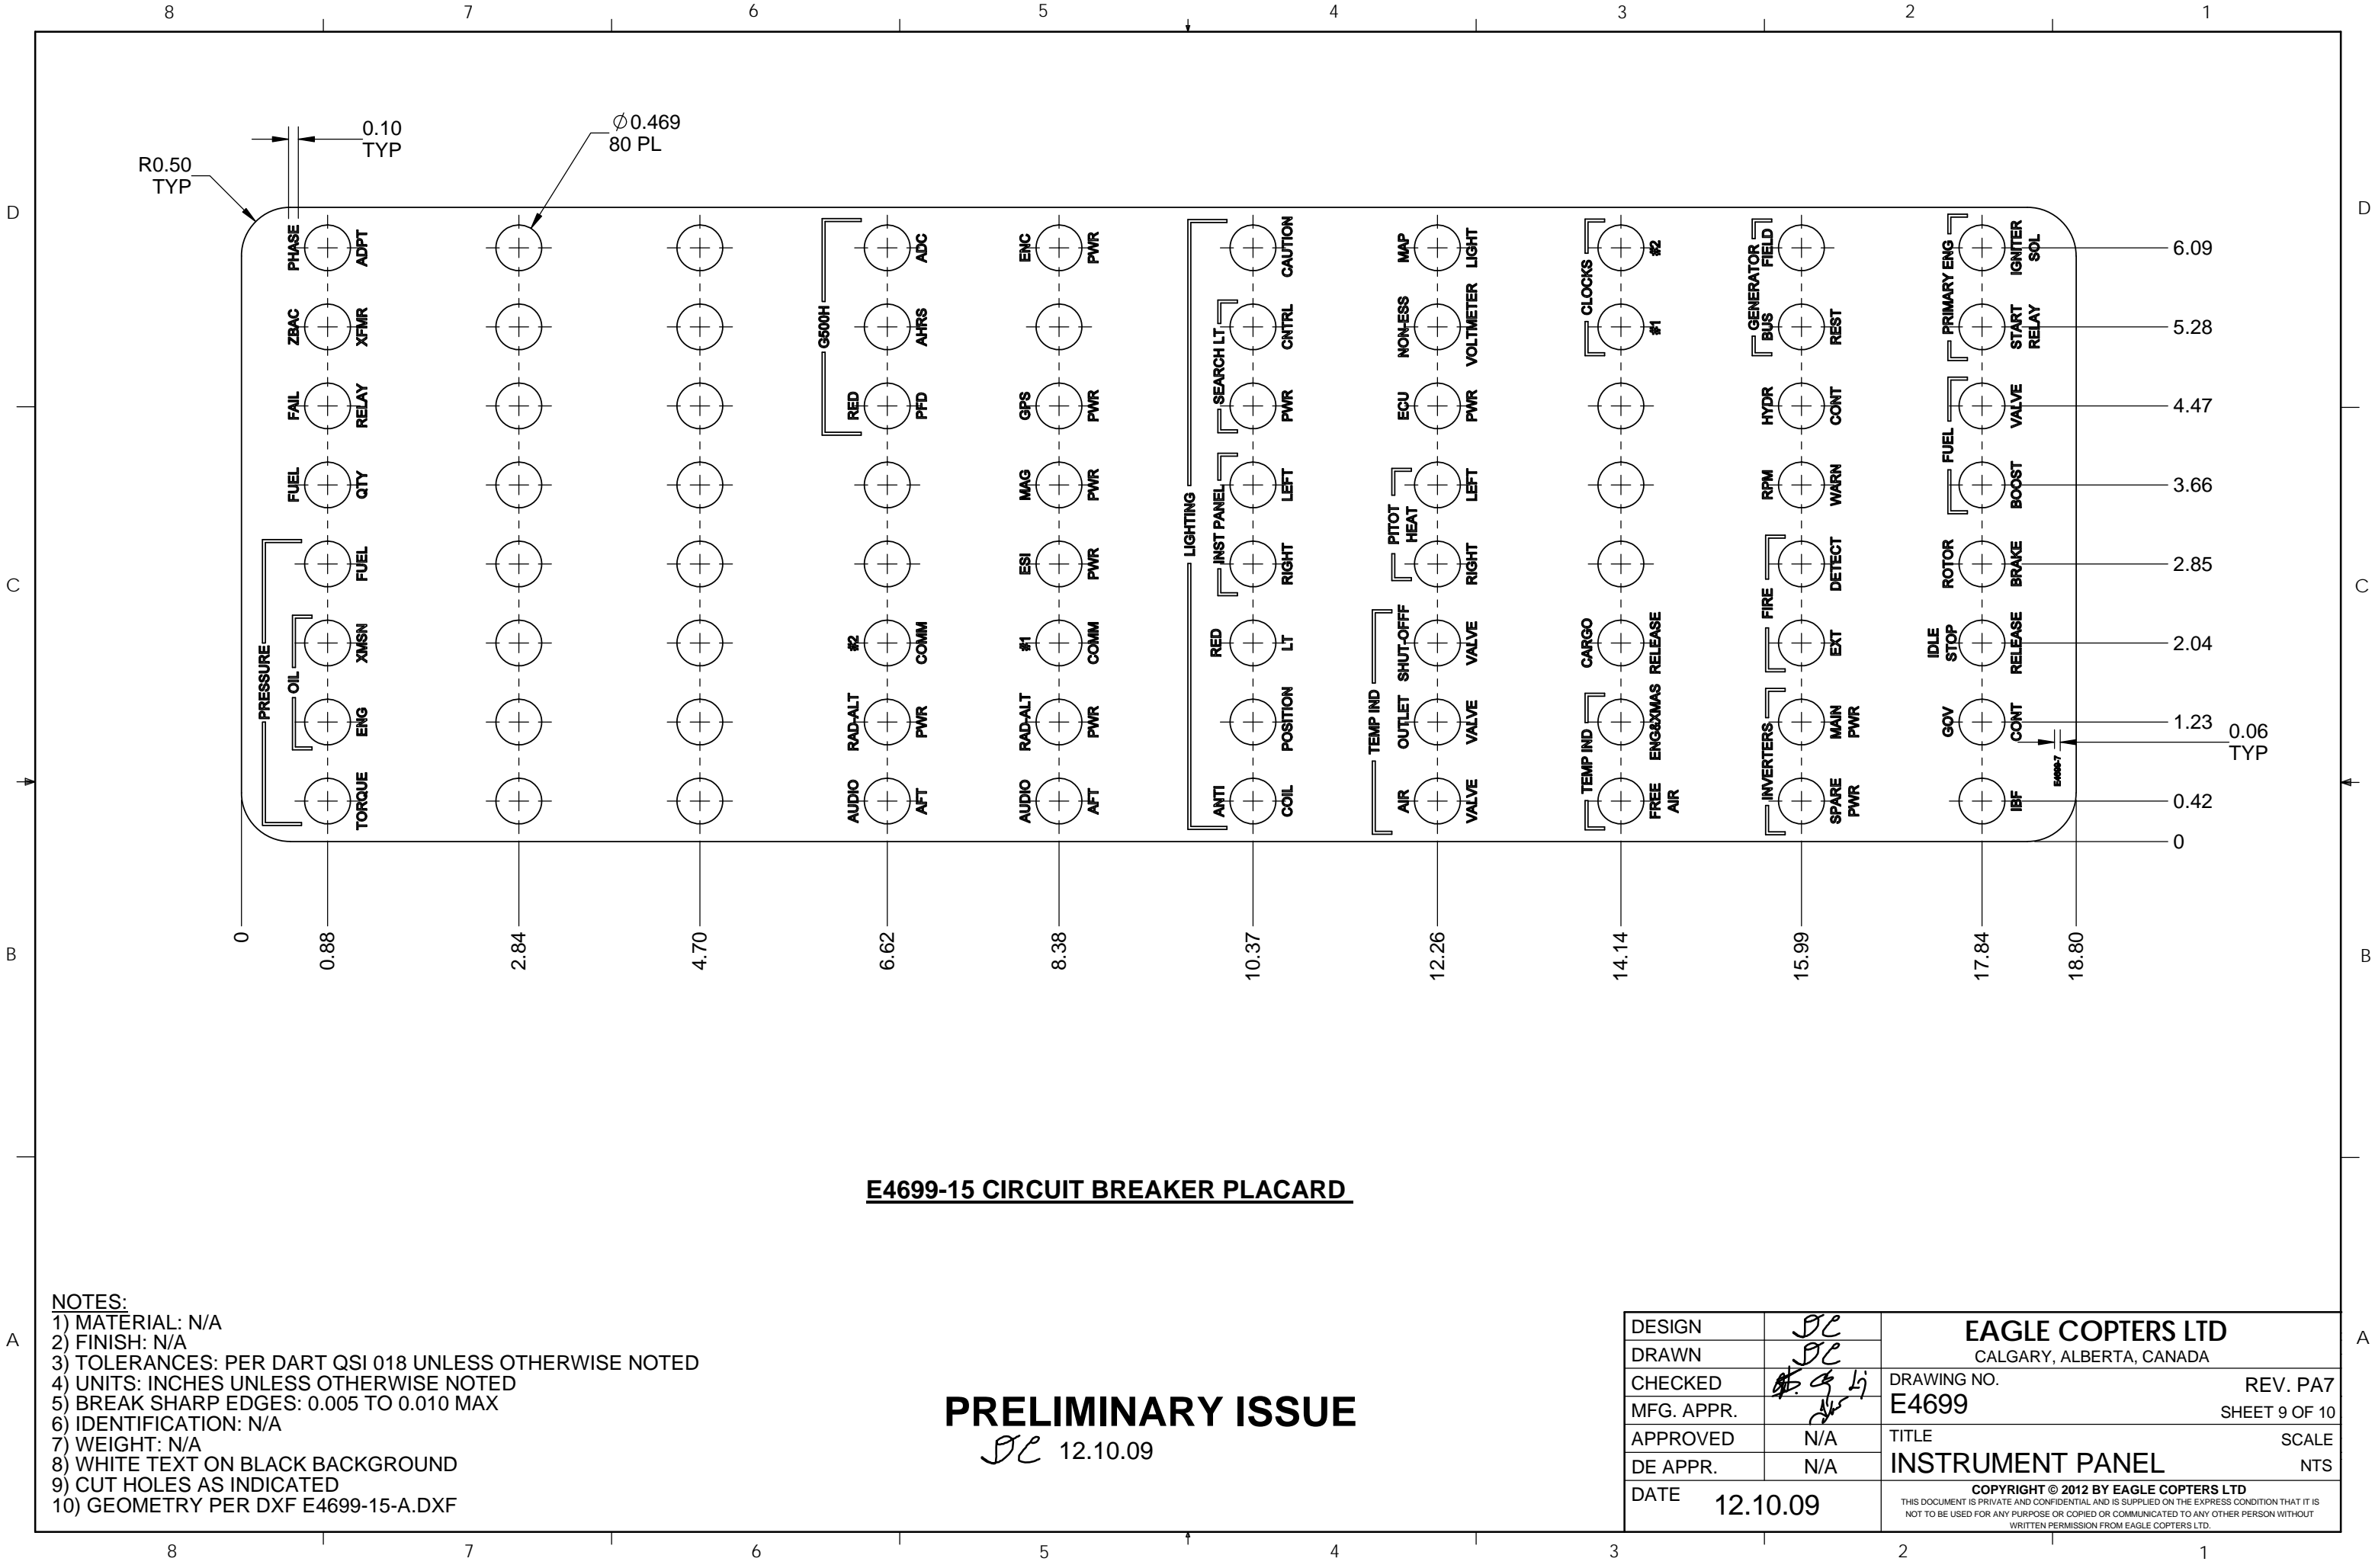 8 7 6 5 4 3 2 1
D
D
C
C
B
B
A
A
R0.50
TYP
0.10
TYP
Ø0.469
80 PL
PHASE
ADPT
ZBAC
XFMR
FAIL
RELAY
FUEL
QTY
PRESSURE
FUEL
OIL
XMSN
ENG
TORQUE
G500H
ADC
AHRS
RED
PFD
#2
COMM
RAD-ALT
PWR
AUDIO
AFT
ENC
PWR
GPS
PWR
MAG
PWR
ESI
PWR
#1
COMM
RAD-ALT
PWR
AUDIO
AFT
LIGHTING
CAUTION
SEARCH LT
CNTRL
PWR
INST PANEL
LEFT
RIGHT
RED
LT
POSITION
ANTI
COIL
MAP
LIGHT
NON-ESS
VOLTMETER
ECU
PWR
PITOT
HEAT
LEFT
RIGHT
TEMP IND
SHUT-OFFF
VALVE
OUTLET
VALVE
AIR
VALVE
CLOCKS
#2
#1
CARGO
RELEASE
TEMP IND
ENG&XMAS
FREE
AIR
GENERATOR
FIELD
BUS
REST
HYDR
CONT
RPM
WARN
FIRE
DETECT
EXT
INVERTERS
MAIN
PWR
SPARE
PWR
PRIMARY ENG
IGNITER
SOL
START
RELAY
FUEL
VALVE
BOOST
ROTOR
BRAKE
IDLE
STOP
RELEASE
GOV
CONT
IBF
E4699-7
6.09
5.28
4.47
3.66
2.85
2.04
1.23
0.42
0
0.06
TYP
0
0.88
2.84
4.70
6.62
8.38
10.37
12.26
14.14
15.99
17.84
18.80
E4699-15 CIRCUIT BREAKER PLACARD
NOTES:
1) MATERIAL: N/A
2) FINISH: N/A
3) TOLERANCES: PER DART QSI 018 UNLESS OTHERWISE NOTED
4) UNITS: INCHES UNLESS OTHERWISE NOTED
5) BREAK SHARP EDGES: 0.005 TO 0.010 MAX
6) IDENTIFICATION: N/A
7) WEIGHT: N/A
8) WHITE TEXT ON BLACK BACKGROUND
9) CUT HOLES AS INDICATED
10) GEOMETRY PER DXF E4699-15-A.DXF
PRELIMINARY ISSUE
DC 12.10.09
DESIGN DC
DRAWN DC
CHECKED
MFG. APPR.
APPROVED N/A
DE APPR. N/A
DATE 12.10.09
EAGLE COPTERS LTD
CALGARY, ALBERTA, CANADA
DRAWING NO.
E4699
REV. PA7
SHEET 9 OF 10
TITLE
INSTRUMENT PANEL
SCALE
NTS
COPYRIGHT © 2012 BY EAGLE COPTERS LTD
THIS DOCUMENT IS PRIVATE AND CONFIDENTIAL AND IS SUPPLIED ON THE EXPRESS CONDITION THAT IT IS
NOT TO BE USED FOR ANY PURPOSE OR COPIED OR COMMUNICATED TO ANY OTHER PERSON WITHOUT
WRITTEN PERMISSION FROM EAGLE COPTERS LTD.
8 7 6 5 4 3 2 1